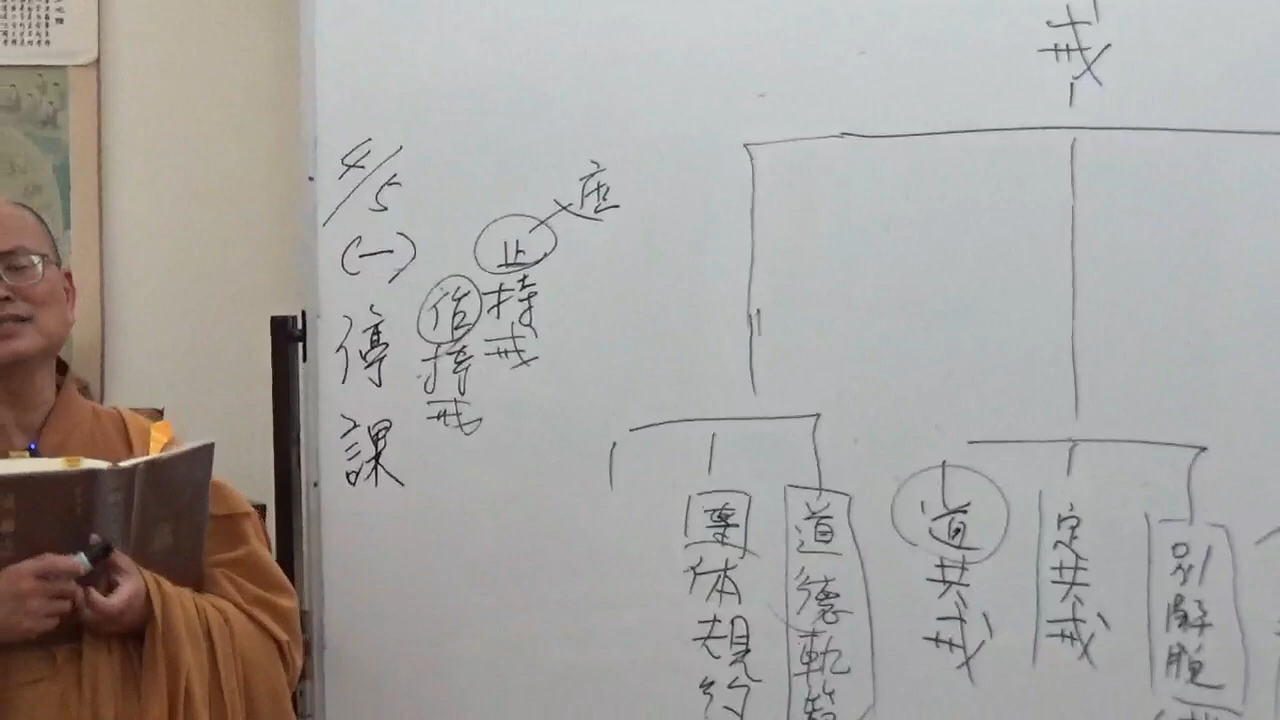 戒
別解脫
定共戒
道共戒
道德軌範
團体規約
止持戒
作持戒
4/5(一)停課